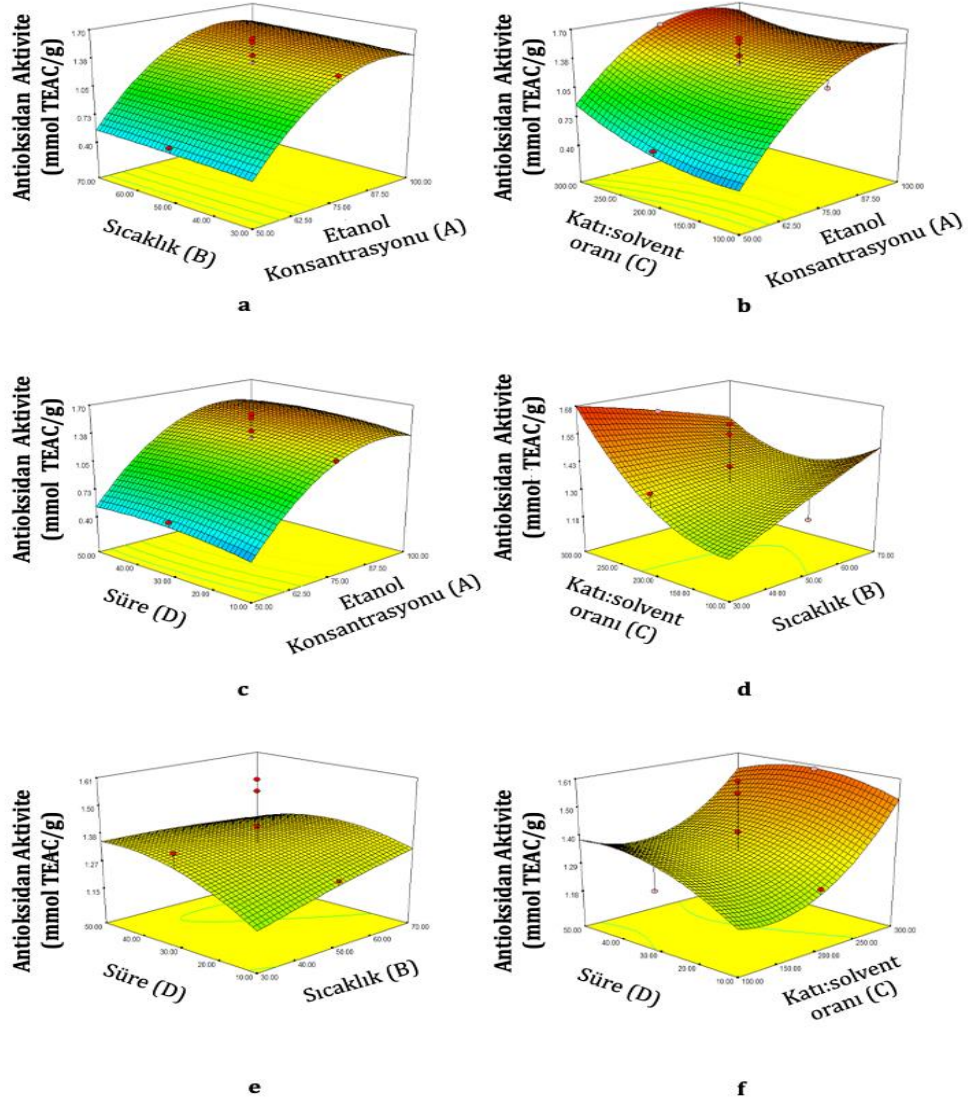 Antioksidan Aktivite
(mmol TEAC/g)
1.70
1.38
1.05
0.73
0.40
70.00
60.00
50.00
40.00
30.00
50.00
62.50
75.00
87.50
100.00
Sıcaklık (B)
Etanol
Konsantrasyonu (A)
a
Antioksidan Aktivite
(mmol TEAC/g)
1.70
1.38
1.05
0.73
0.40
300.00
250.00
200.00
150.00
100.00
50.00
62.50
75.00
87.50
100.00
Katı:solvent
oranı (C)
Etanol
Konsantrasyonu (A)
b
Antioksidan Aktivite
(mmol TEAC/g)
1.70
1.38
1.05
0.73
0.40
50.00
40.00
30.00
20.00
10.00
50.00
62.50
75.00
87.50
100.00
Süre (D)
Etanol
Konsantrasyonu (A)
c
Antioksidan Aktivite
(mmol TEAC/g)
1.68
1.55
1.43
1.30
1.18
300.00
250.00
200.00
150.00
100.00
30.00
40.00
50.00
60.00
70.00
Katı:solvent
oranı (C)
Sıcaklık (B)
d
Antioksidan Aktivite
(mmol TEAC/g)
1.61
1.50
1.38
1.27
1.15
50.00
40.00
30.00
20.00
10.00
30.00
40.00
50.00
60.00
70.00
Süre (D)
Sıcaklık (B)
e
Antioksidan Aktivite
(mmol TEAC/g)
1.61
1.50
1.40
1.29
1.18
50.00
40.00
30.00
20.00
10.00
100.00
150.00
200.00
250.00
300.00
Süre (D)
Katı:solvent
oranı (C)
f